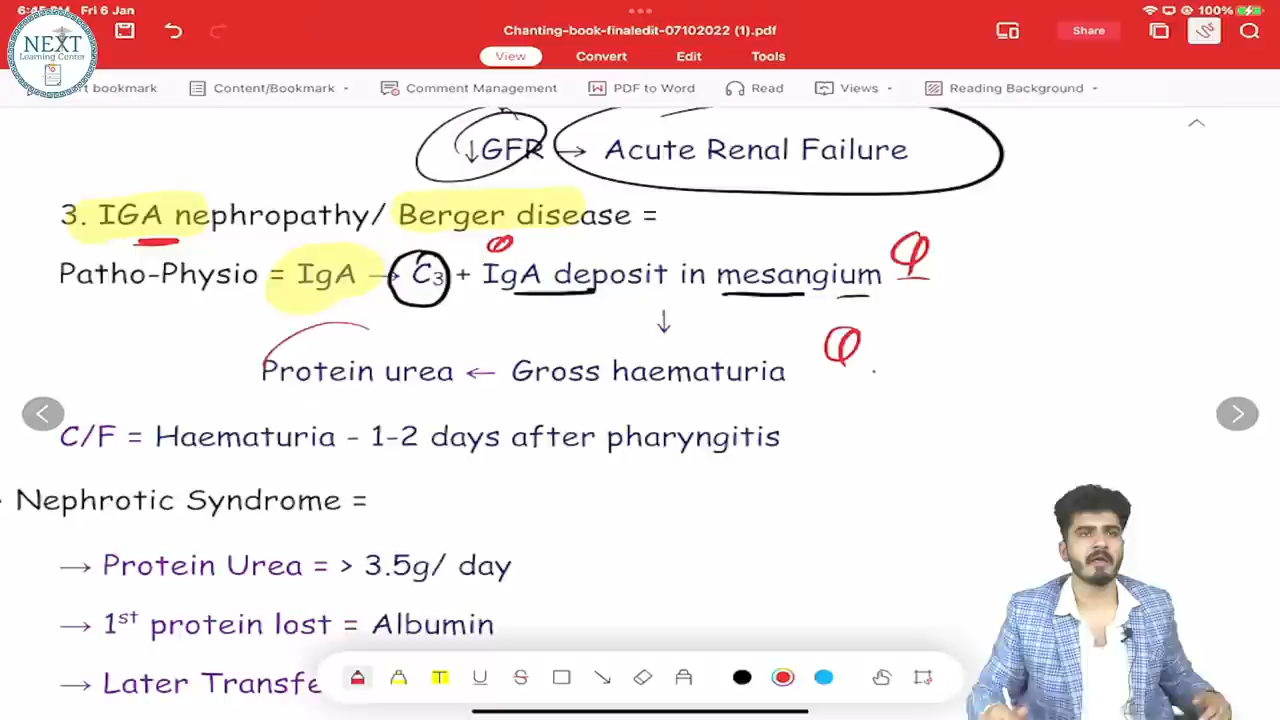 6:45 PM Fri 6 Jan
100%
Chanting-book-finaledit-07102022 (1).pdf
NEXT
Learning Center
Share
View Convert Edit Tools
bookmark Content/Bookmark Comment Management PDF to Word Read Views Reading Background
↓GFR → Acute Renal Failure
3. IGA nephropathy/ Berger disease =
Patho-Physio = IgA → C3 + IgA deposit in mesangium
↓
Protein urea ← Gross haematuria
C/F = Haematuria - 1-2 days after pharyngitis
Nephrotic Syndrome =
→ Protein Urea = > 3.5g/ day
→ 1st protein lost = Albumin
→ Later Transfe